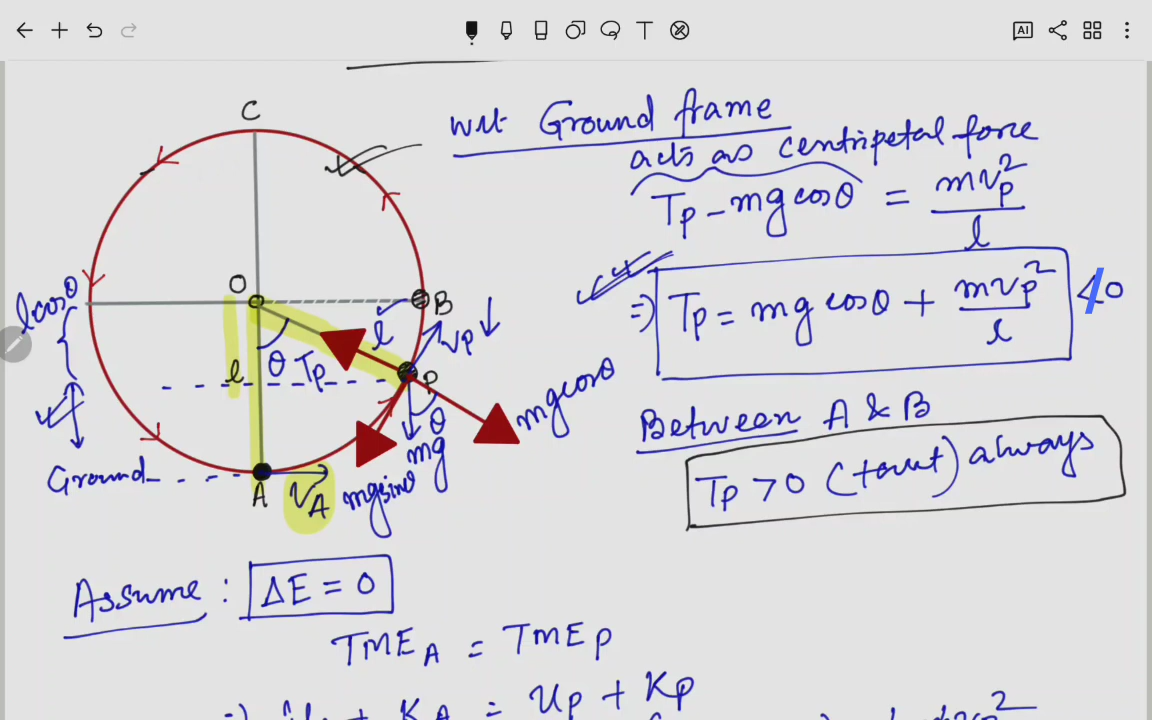 AI
T
wrt Ground frame
acts as centripetal force
Tp - mg cosθ = mvp² / l
⇒ Tp = mg cosθ + mvp² / l
40
Between A & B
Tp > 0 (taut) always
C
O
B
l
l cosθ
vp
θ
Tp
l
P
θ
mg cosθ
mg
Ground
A
vA
mg sinθ
Assume : ΔE = 0
TMEA = TMEp
+ KA = Up + Kp